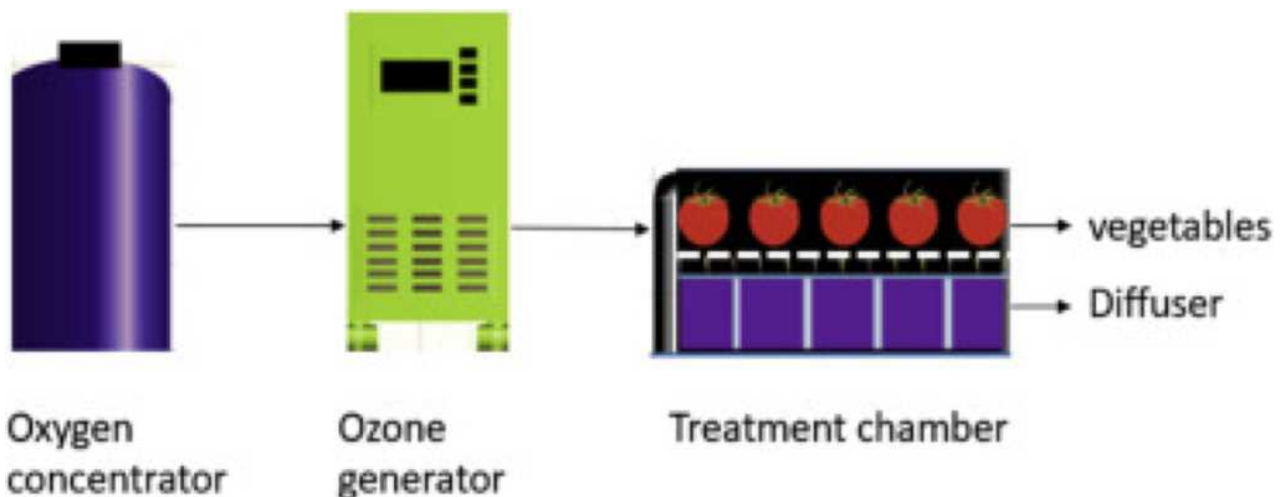 vegetables
Diffuser
Oxygen
concentrator
Ozone
generator
Treatment chamber